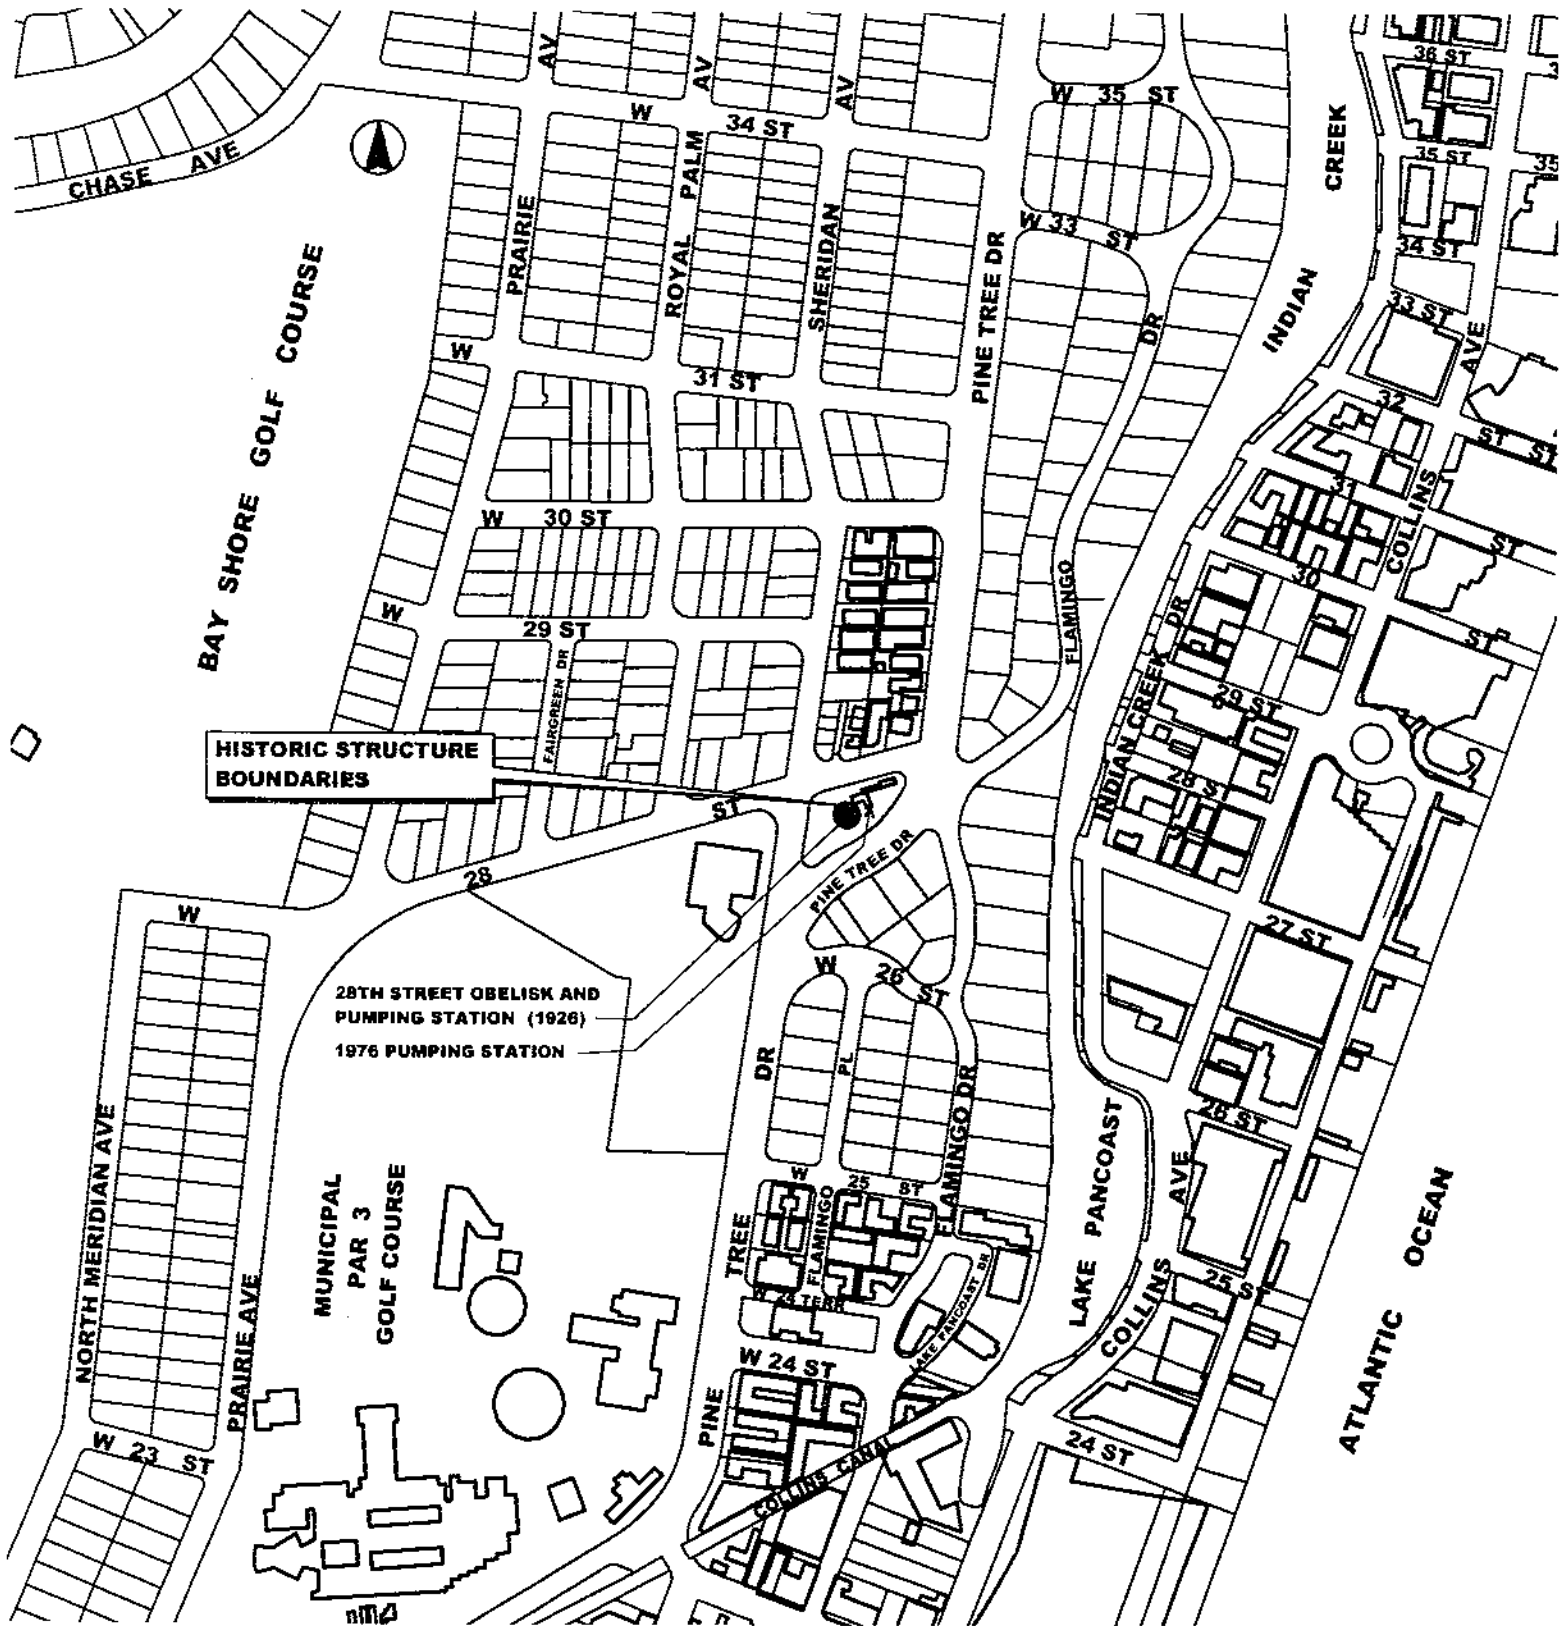 36 ST
AV
AV
AV
W 35 ST
W 34 ST
CHASE AVE
CREEK
35 ST
35
PRAIRIE
ROYAL PALM
SHERIDAN
PINE TREE DR
W 33 ST
34 ST
INDIAN
33 ST
DR
AVE
BAY SHORE GOLF COURSE
W 31 ST
32 ST
ST
31 ST
COLLINS
W 30 ST
30 ST
FLAMINGO
DR
W 29 ST
FAIRGREEN DR
INDIAN CREEK
29 ST
HISTORIC STRUCTURE
BOUNDARIES
28 ST
W 28 ST
PINE TREE DR
27 ST
W 26 ST
28TH STREET OBELISK AND
PUMPING STATION (1926)
1976 PUMPING STATION
DR
PL
FLAMINGO DR
26 ST
NORTH MERIDIAN AVE
MUNICIPAL
PAR 3
GOLF COURSE
W 25 ST
LAKE PANCOAST
AVE
ATLANTIC OCEAN
TREE
FLAMINGO
LAKE PANCOAST DR
25 ST
COLLINS
PRAIRIE AVE
W 24 TERR
W 24 ST
PINE
COLLINS CANAL
24 ST
W 23 ST